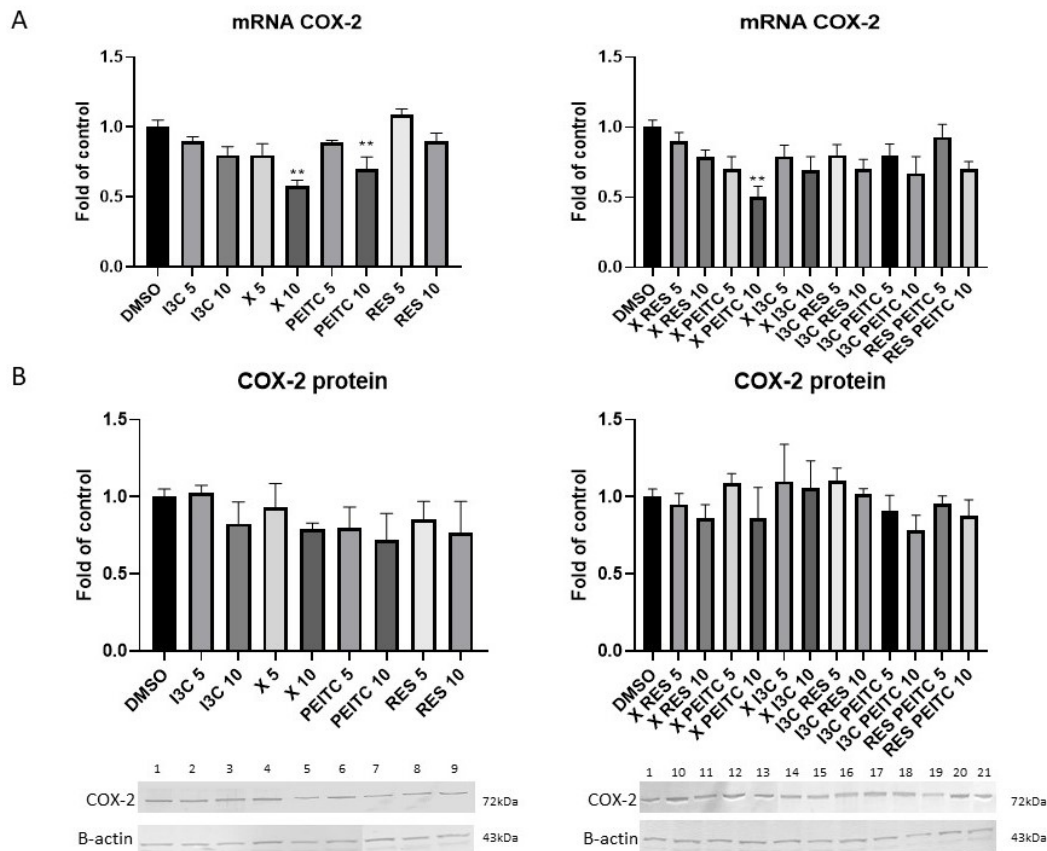 A
mRNA COX-2
Fold of control
1.5
1.0
0.5
0.0
**
**
DMSO
I3C 5
I3C 10
X 5
X 10
PEITC 5
PEITC 10
RES 5
RES 10
mRNA COX-2
Fold of control
1.5
1.0
0.5
0.0
**
DMSO
X RES 5
X RES 10
X PEITC 5
X PEITC 10
X I3C 5
X I3C 10
I3C RES 5
I3C RES 10
I3C PEITC 5
I3C PEITC 10
RES PEITC 5
RES PEITC 10
B
COX-2 protein
Fold of control
1.5
1.0
0.5
0.0
DMSO
I3C 5
I3C 10
X 5
X 10
PEITC 5
PEITC 10
RES 5
RES 10
COX-2 protein
Fold of control
1.5
1.0
0.5
0.0
DMSO
X RES 5
X RES 10
X PEITC 5
X PEITC 10
X I3C 5
X I3C 10
I3C RES 5
I3C RES 10
I3C PEITC 5
I3C PEITC 10
RES PEITC 5
RES PEITC 10
1 2 3 4 5 6 7 8 9
COX-2 72kDa
B-actin 43kDa
1 10 11 12 13 14 15 16 17 18 19 20 21
COX-2 72kDa
B-actin 43kDa